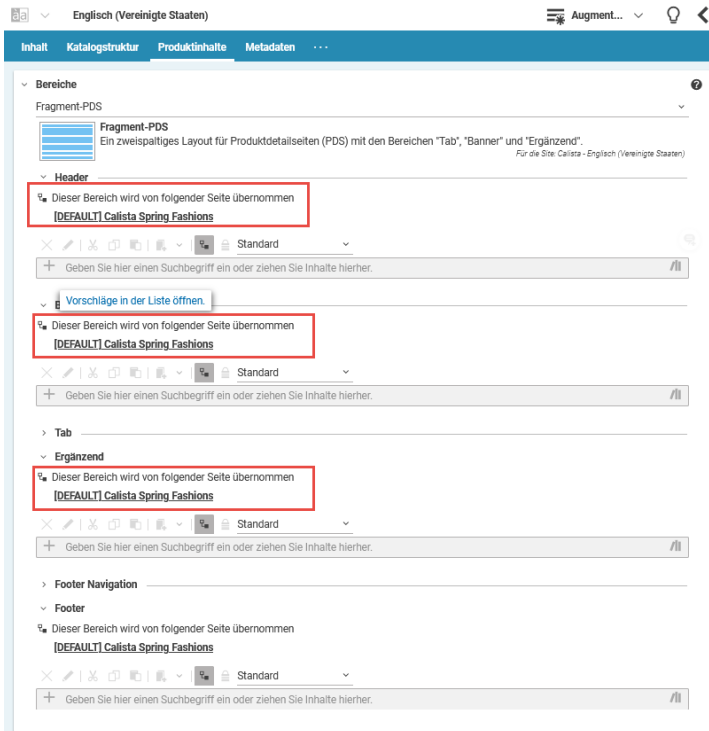 Englisch (Vereinigte Staaten)
Augment...
Inhalt Katalogstruktur Produktinhalte Metadaten ...
Bereiche
Fragment-PDS
Fragment-PDS
Ein zweispaltiges Layout für Produktdetailseiten (PDS) mit den Bereichen "Tab", "Banner" und "Ergänzend".
Für die Site: Calista - Englisch (Vereinigte Staaten)
Header
Dieser Bereich wird von folgender Seite übernommen
[DEFAULT] Calista Spring Fashions
Standard
Geben Sie hier einen Suchbegriff ein oder ziehen Sie Inhalte hierher.
Vorschläge in der Liste öffnen.
Dieser Bereich wird von folgender Seite übernommen
[DEFAULT] Calista Spring Fashions
Standard
Geben Sie hier einen Suchbegriff ein oder ziehen Sie Inhalte hierher.
Tab
Ergänzend
Dieser Bereich wird von folgender Seite übernommen
[DEFAULT] Calista Spring Fashions
Standard
Geben Sie hier einen Suchbegriff ein oder ziehen Sie Inhalte hierher.
Footer Navigation
Footer
Dieser Bereich wird von folgender Seite übernommen
[DEFAULT] Calista Spring Fashions
Standard
Geben Sie hier einen Suchbegriff ein oder ziehen Sie Inhalte hierher.